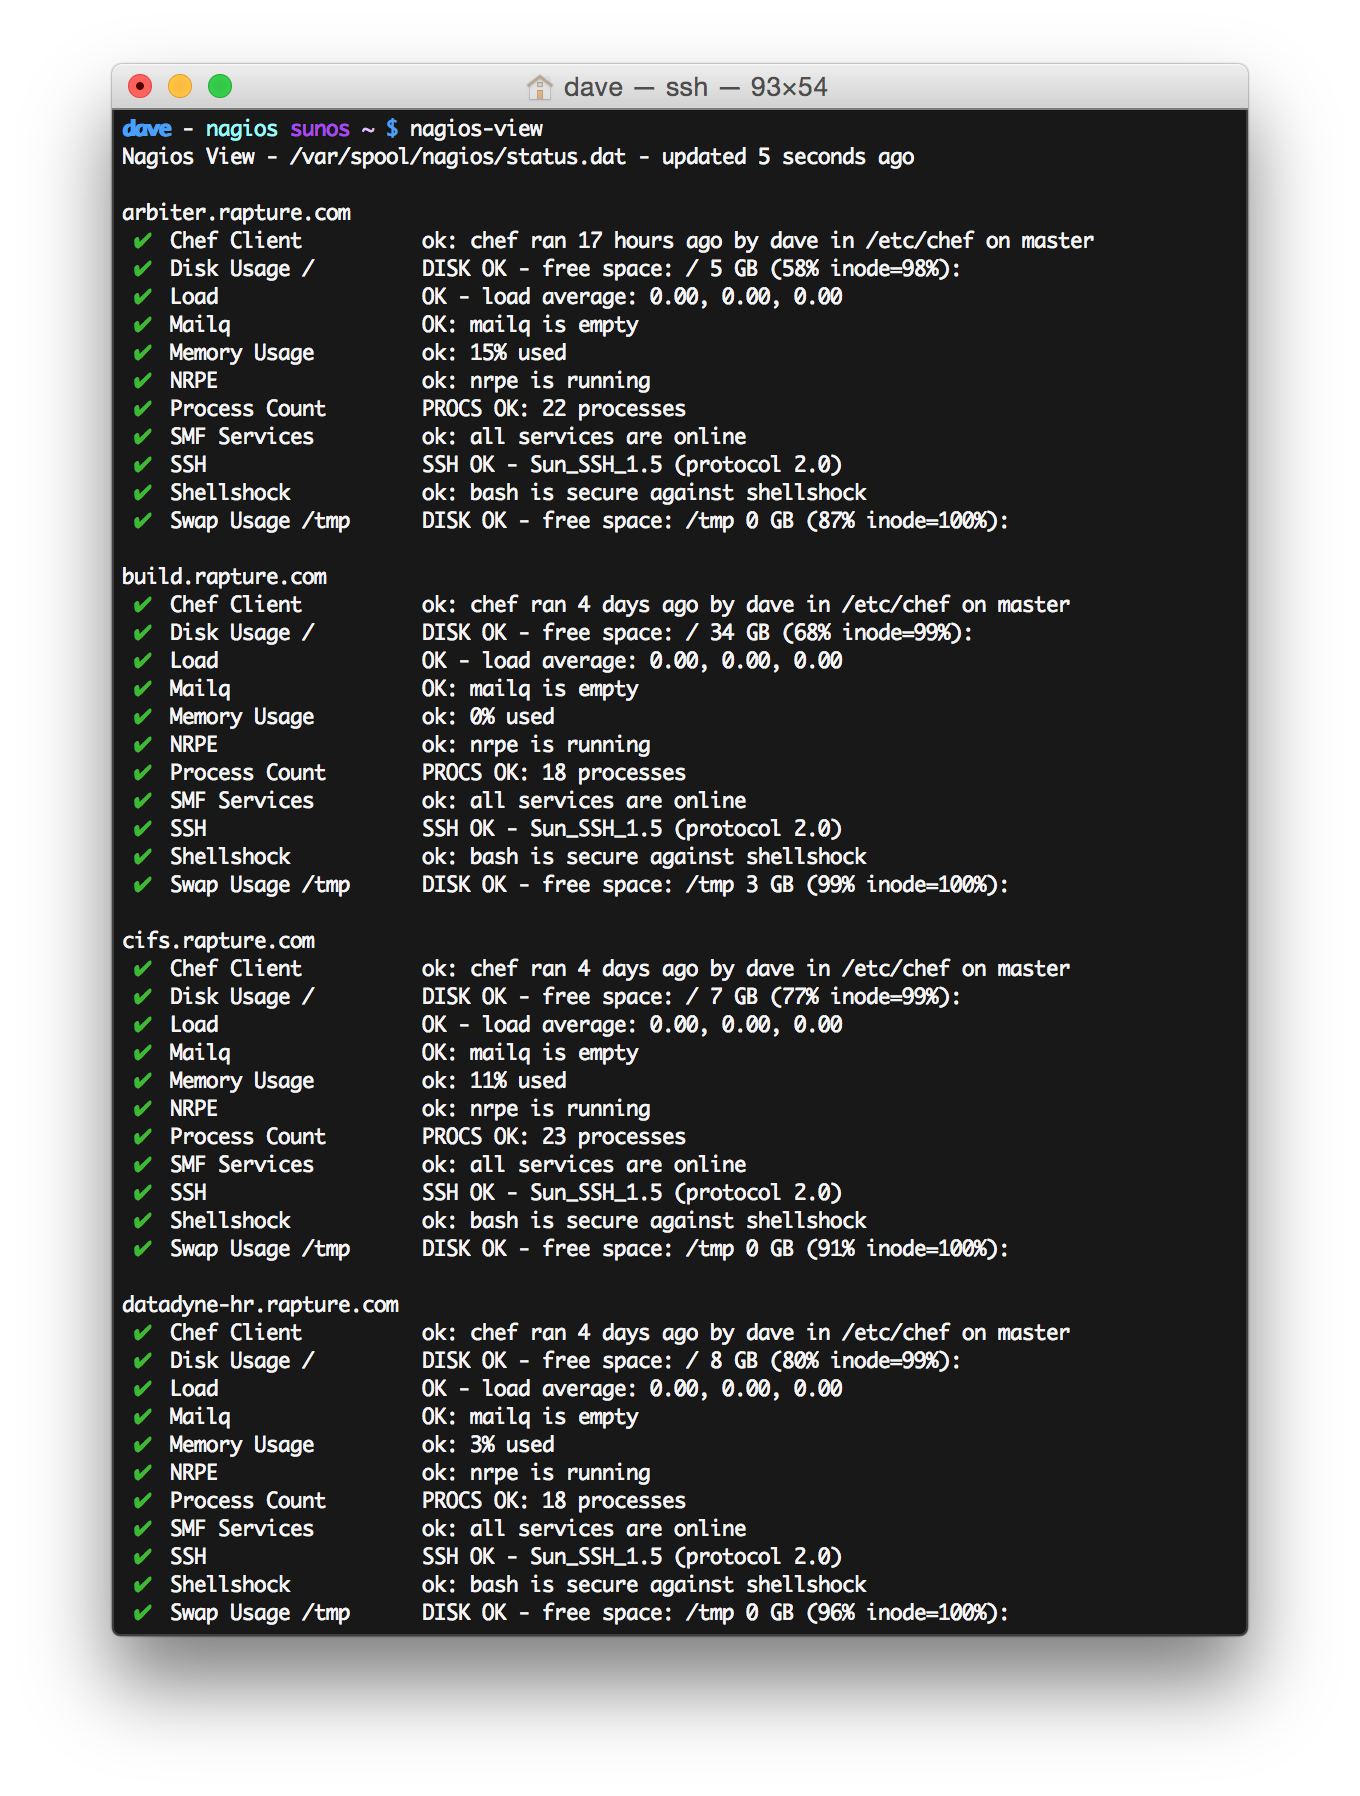 dave — ssh — 93×54
dave - nagios sunos ~ $ nagios-view
Nagios View - /var/spool/nagios/status.dat - updated 5 seconds ago
arbiter.rapture.com
✔ Chef Client ok: chef ran 17 hours ago by dave in /etc/chef on master
✔ Disk Usage / DISK OK - free space: / 5 GB (58% inode=98%):
✔ Load OK - load average: 0.00, 0.00, 0.00
✔ Mailq OK: mailq is empty
✔ Memory Usage ok: 15% used
✔ NRPE ok: nrpe is running
✔ Process Count PROCS OK: 22 processes
✔ SMF Services ok: all services are online
✔ SSH SSH OK - Sun_SSH_1.5 (protocol 2.0)
✔ Shellshock ok: bash is secure against shellshock
✔ Swap Usage /tmp DISK OK - free space: /tmp 0 GB (87% inode=100%):
build.rapture.com
✔ Chef Client ok: chef ran 4 days ago by dave in /etc/chef on master
✔ Disk Usage / DISK OK - free space: / 34 GB (68% inode=99%):
✔ Load OK - load average: 0.00, 0.00, 0.00
✔ Mailq OK: mailq is empty
✔ Memory Usage ok: 0% used
✔ NRPE ok: nrpe is running
✔ Process Count PROCS OK: 18 processes
✔ SMF Services ok: all services are online
✔ SSH SSH OK - Sun_SSH_1.5 (protocol 2.0)
✔ Shellshock ok: bash is secure against shellshock
✔ Swap Usage /tmp DISK OK - free space: /tmp 3 GB (99% inode=100%):
cifs.rapture.com
✔ Chef Client ok: chef ran 4 days ago by dave in /etc/chef on master
✔ Disk Usage / DISK OK - free space: / 7 GB (77% inode=99%):
✔ Load OK - load average: 0.00, 0.00, 0.00
✔ Mailq OK: mailq is empty
✔ Memory Usage ok: 11% used
✔ NRPE ok: nrpe is running
✔ Process Count PROCS OK: 23 processes
✔ SMF Services ok: all services are online
✔ SSH SSH OK - Sun_SSH_1.5 (protocol 2.0)
✔ Shellshock ok: bash is secure against shellshock
✔ Swap Usage /tmp DISK OK - free space: /tmp 0 GB (91% inode=100%):
datadyne-hr.rapture.com
✔ Chef Client ok: chef ran 4 days ago by dave in /etc/chef on master
✔ Disk Usage / DISK OK - free space: / 8 GB (80% inode=99%):
✔ Load OK - load average: 0.00, 0.00, 0.00
✔ Mailq OK: mailq is empty
✔ Memory Usage ok: 3% used
✔ NRPE ok: nrpe is running
✔ Process Count PROCS OK: 18 processes
✔ SMF Services ok: all services are online
✔ SSH SSH OK - Sun_SSH_1.5 (protocol 2.0)
✔ Shellshock ok: bash is secure against shellshock
✔ Swap Usage /tmp DISK OK - free space: /tmp 0 GB (96% inode=100%):